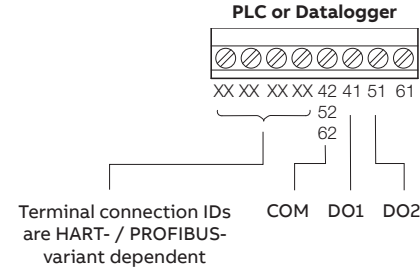 PLC or Datalogger
XX XX XX XX 42 41 51 61
52
62
Terminal connection IDs
are HART- / PROFIBUS-
variant dependent
COM DO1 DO2